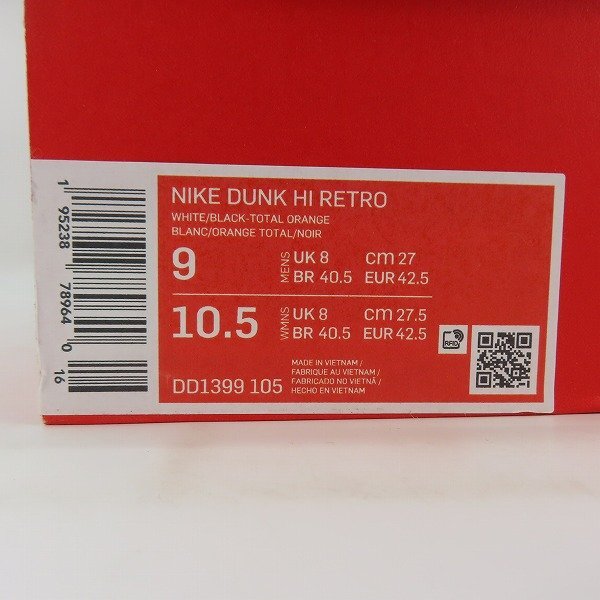 NIKE DUNK HI RETRO
WHITE/BLACK-TOTAL ORANGE
BLANC/ORANGE TOTAL/NOIR
9 MENS UK 8 cm 27
BR 40.5 EUR 42.5
10.5 WMNS UK 8 cm 27.5
BR 40.5 EUR 42.5
DD1399 105
MADE IN VIETNAM /
FABRIQUE AU VIETNAM /
FABRICADO NO VIETNÃ /
HECHO EN VIETNAM
RFID
1 95238 78964 0 16